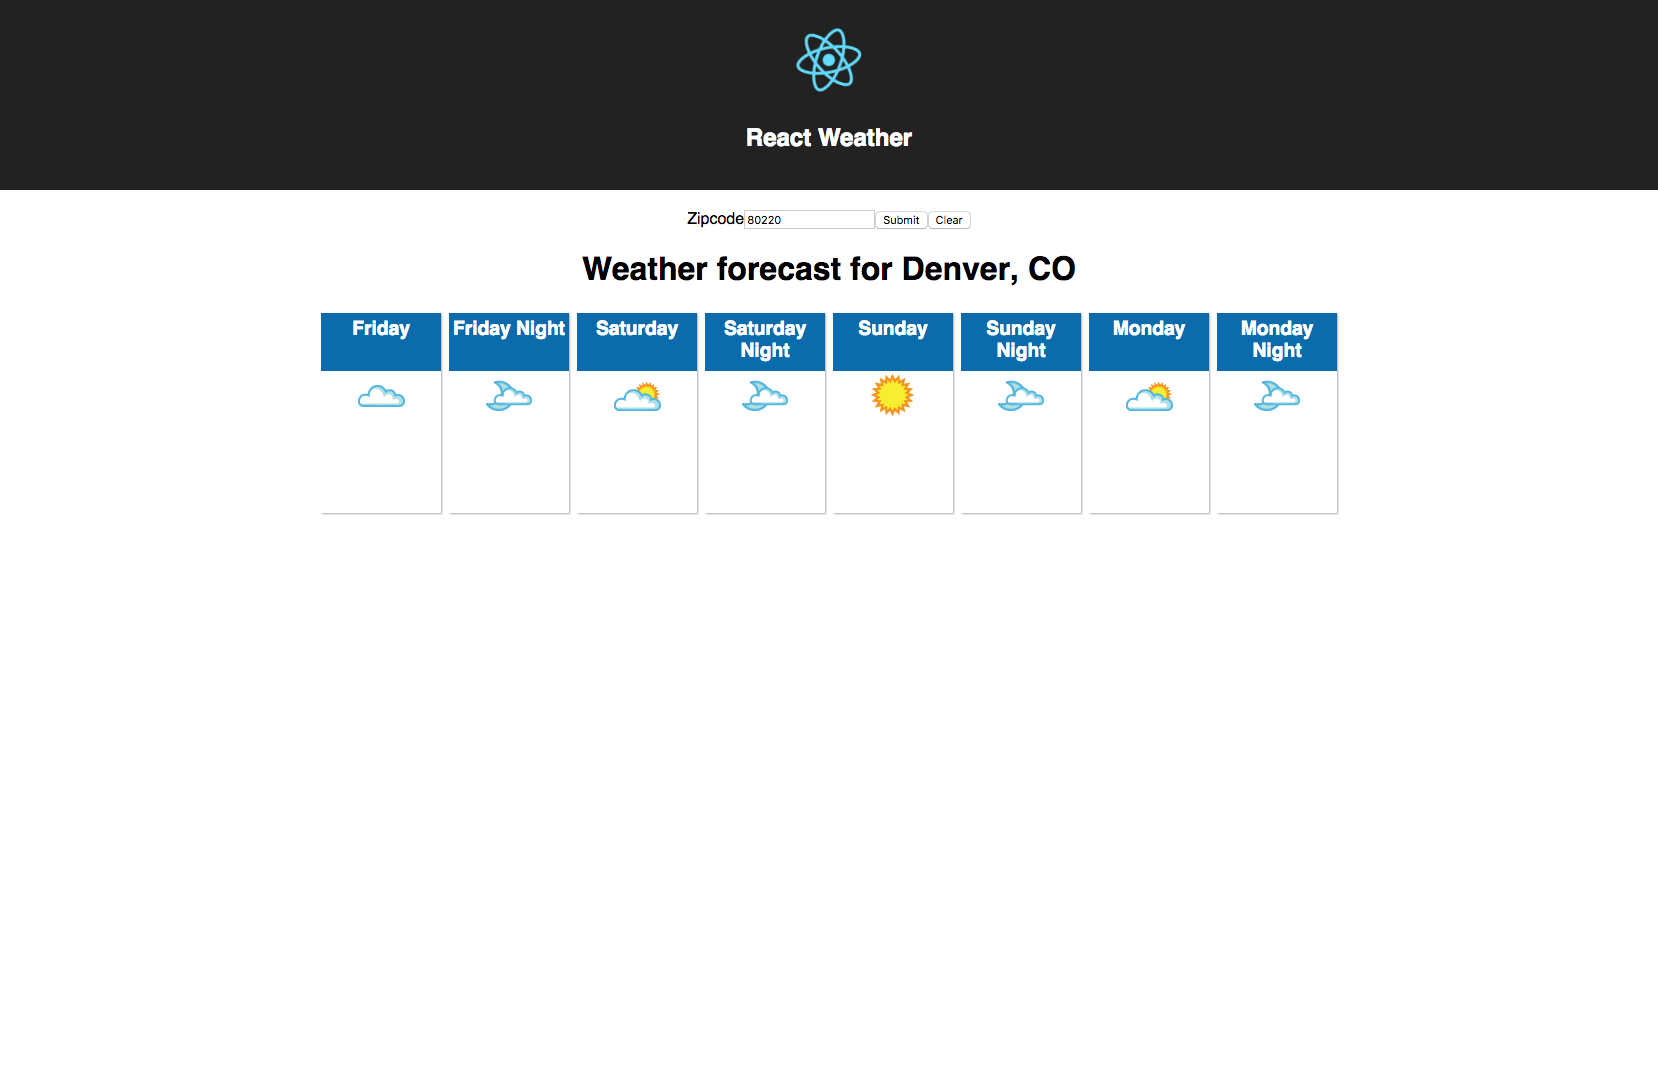 React Weather
Zipcode 80220 Submit Clear
Weather forecast for Denver, CO
Friday
Friday Night
Saturday
Saturday
Night
Sunday
Sunday
Night
Monday
Monday
Night